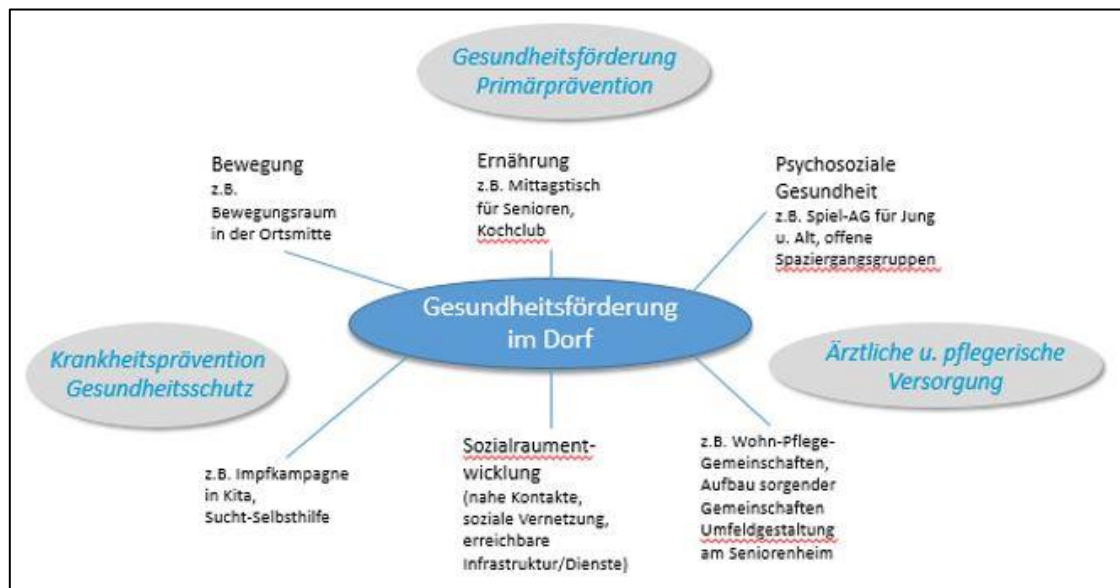 Gesundheitsförderung
Primärprävention
Bewegung
z.B.
Bewegungsraum
in der Ortsmitte
Ernährung
z.B. Mittagstisch
für Senioren,
Kochclub
Psychosoziale
Gesundheit
z.B. Spiel-AG für Jung
u. Alt, offene
Spaziergangsgruppen
Gesundheitsförderung
im Dorf
Krankheitsprävention
Gesundheitsschutz
Ärztliche u. pflegerische
Versorgung
z.B. Impfkampagne
in Kita,
Sucht-Selbsthilfe
Sozialraument-
wicklung
(nahe Kontakte,
soziale Vernetzung,
erreichbare
Infrastruktur/Dienste)
z.B. Wohn-Pflege-
Gemeinschaften,
Aufbau sorgender
Gemeinschaften
Umfeldgestaltung
am Seniorenheim